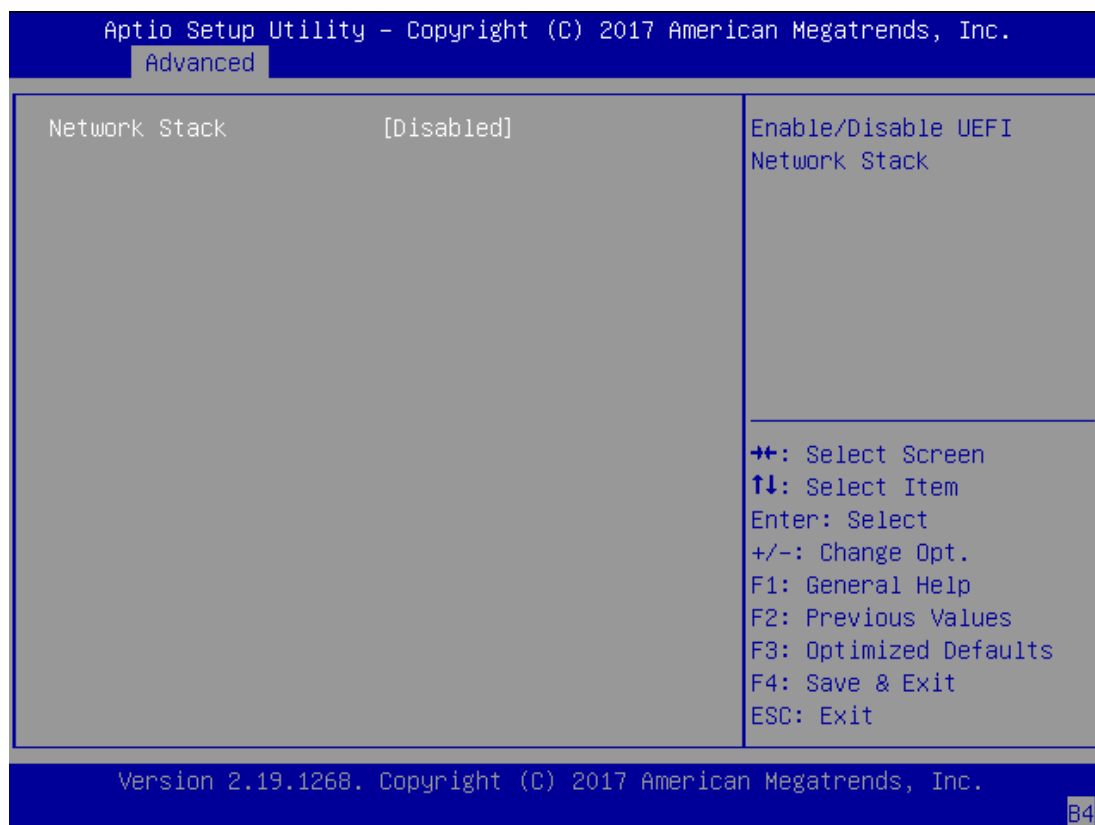 Aptio Setup Utility – Copyright (C) 2017 American Megatrends, Inc.
Advanced
Network Stack [Disabled]
Enable/Disable UEFI
Network Stack
→←: Select Screen
↑↓: Select Item
Enter: Select
+/-: Change Opt.
F1: General Help
F2: Previous Values
F3: Optimized Defaults
F4: Save & Exit
ESC: Exit
Version 2.19.1268. Copyright (C) 2017 American Megatrends, Inc.
B4